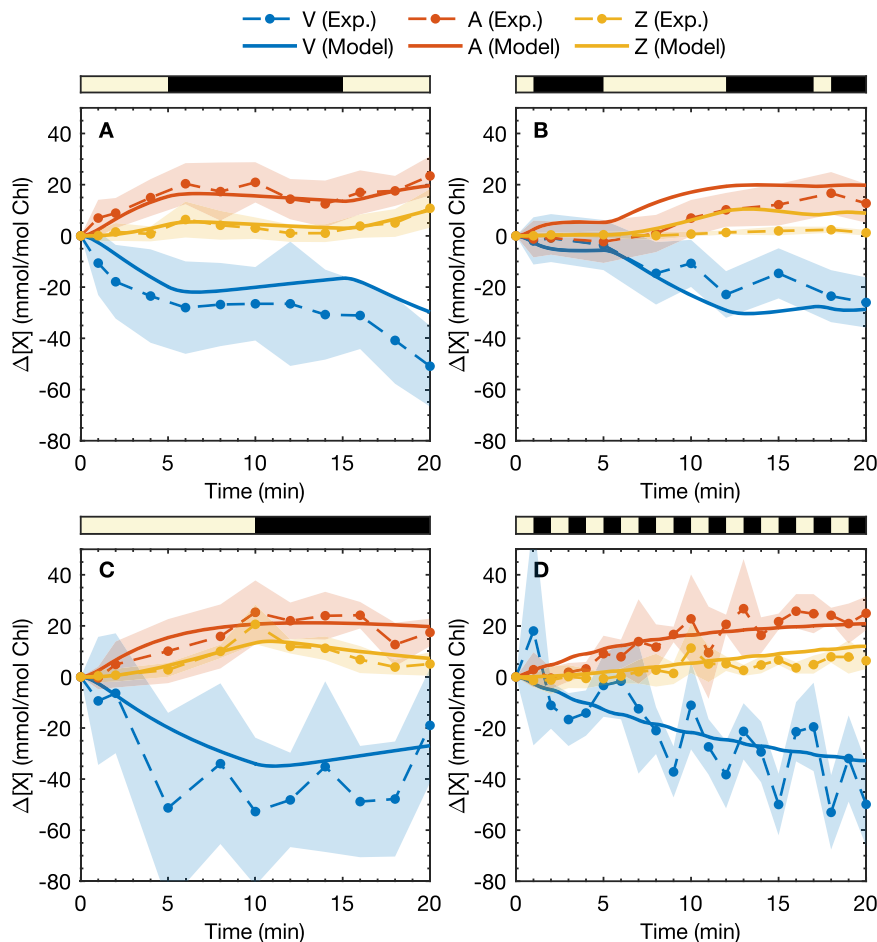 V (Exp.) A (Exp.) Z (Exp.)
V (Model) A (Model) Z (Model)
A
40
20
0
-20
-40
-60
-80
Δ[X] (mmol/mol Chl)
0 5 10 15 20
Time (min)
B
40
20
0
-20
-40
-60
-80
Δ[X] (mmol/mol Chl)
0 5 10 15 20
Time (min)
C
40
20
0
-20
-40
-60
-80
Δ[X] (mmol/mol Chl)
0 5 10 15 20
Time (min)
D
40
20
0
-20
-40
-60
-80
Δ[X] (mmol/mol Chl)
0 5 10 15 20
Time (min)